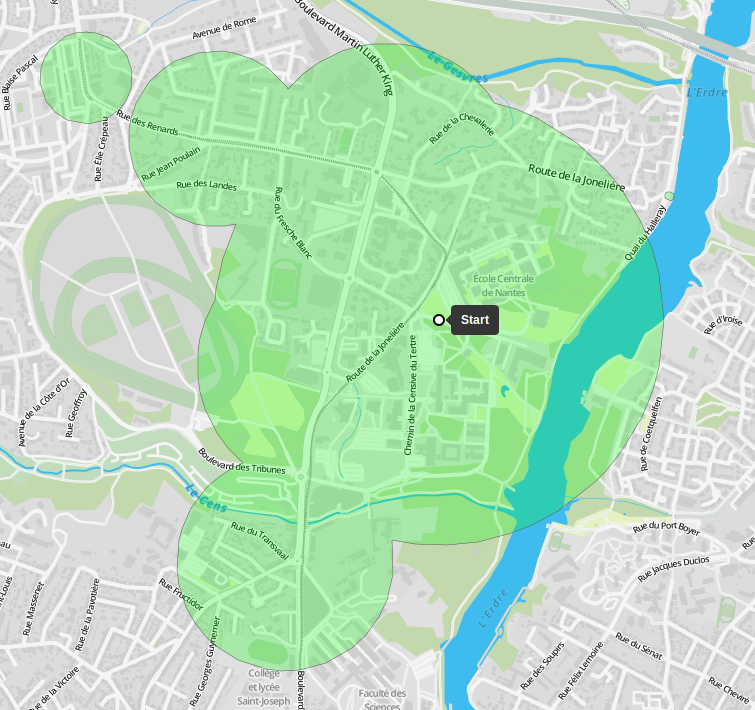 Boulevard Martin Luther King
Avenue de Rome
Rue Blaise Pascal
Le Gesvres
L'Erdre
Rue des Renards
Rue de la Chevalerie
Rue Élie Crépeau
Rue Jean Poulain
Route de la Jonelière
Rue des Landes
Rue du Fresche Blanc
Quai du Halleray
École Centrale
de Nantes
Start
Rue d'Iroise
Route de la Jonelière
Chemin de la Censive du Tertre
Avenue de la Côte d'Or
Rue Geoffroy
Rue de Coetquelfen
Boulevard des Tribunes
Le Cens
Rue du Port Boyer
Rue du Transvaal
Rue Jacques Duclos
Rue Fructidor
Rue Massenet
Rue de la Pavotière
L'Erdre
Rue Georges Guynemer
Rue du Sénat
Rue des Soupirs
Rue Félix Lemoine
Collège
et lycée
Saint-Joseph
Boulevard
Faculté des
Sciences
Rue de la Victoire
Rue Chevire